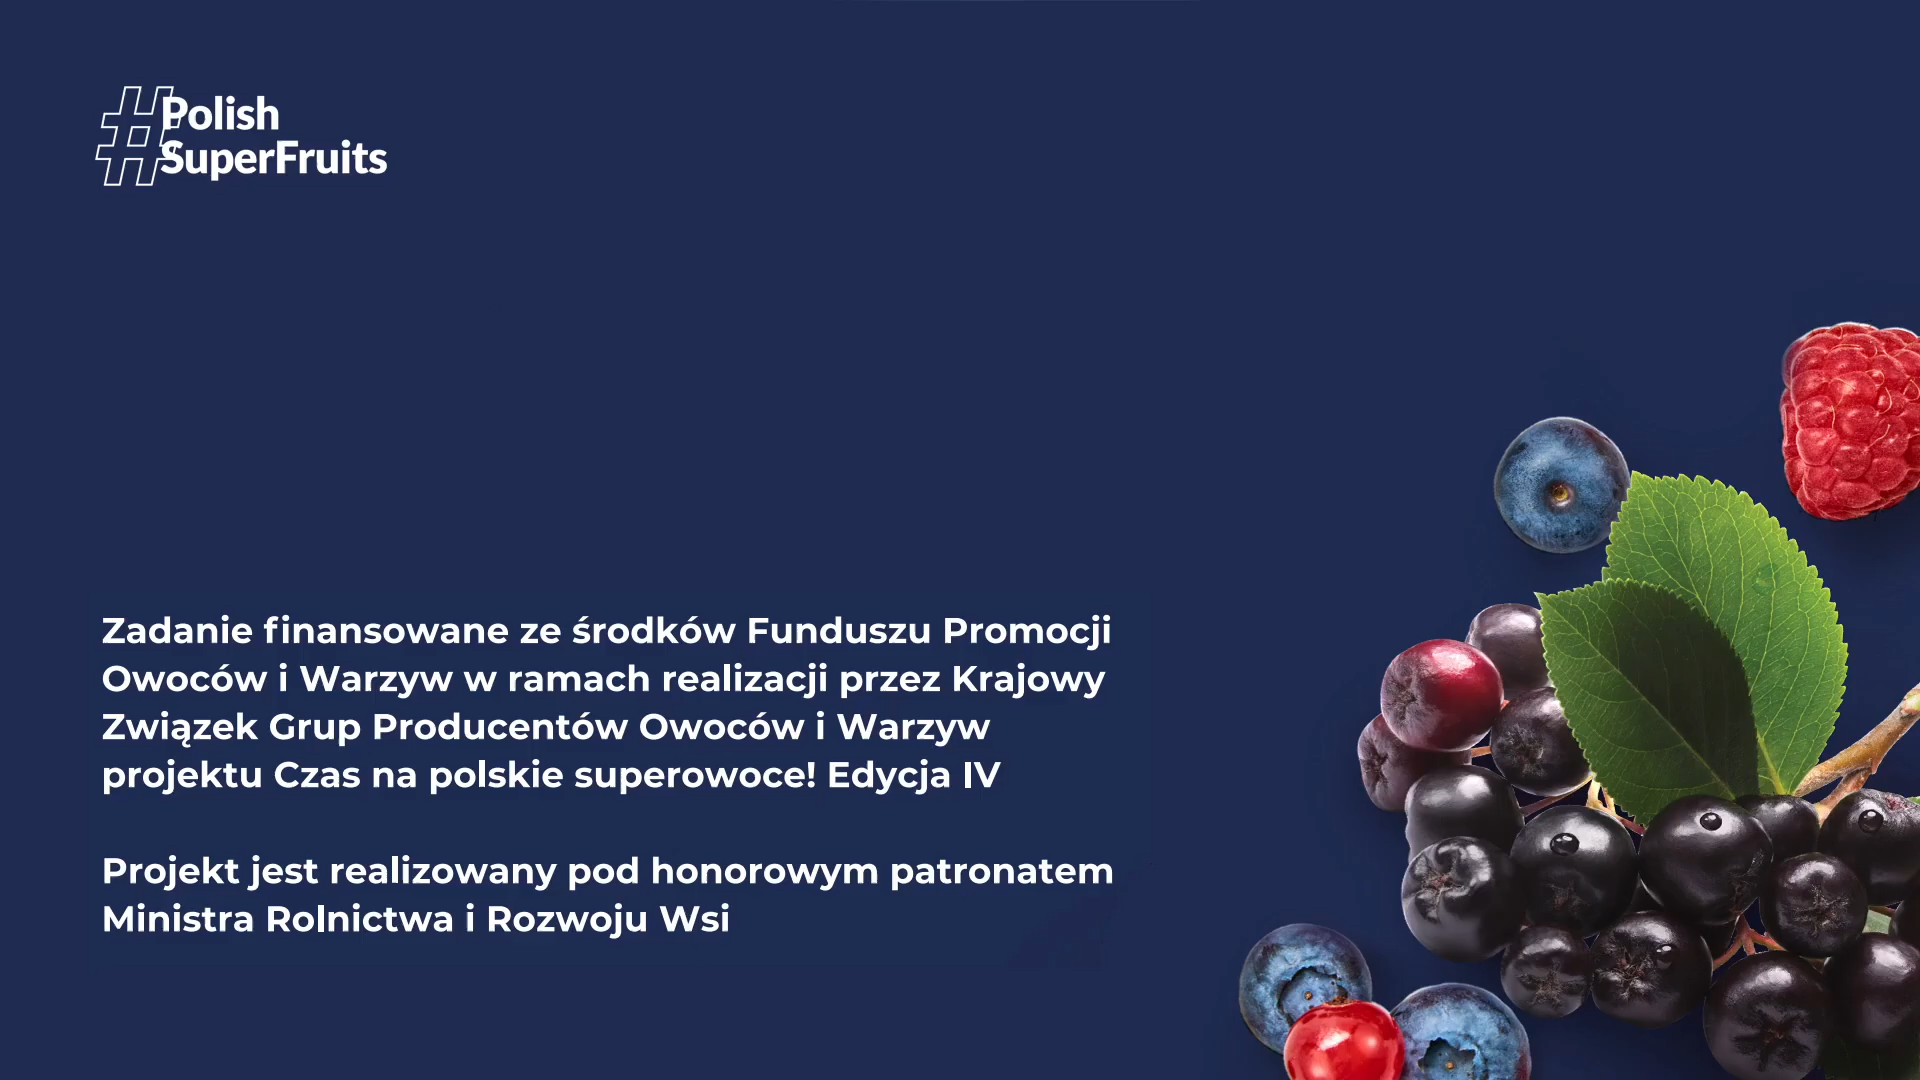 #Polish
SuperFruits
Zadanie finansowane ze środków Funduszu Promocji
Owoców i Warzyw w ramach realizacji przez Krajowy
Związek Grup Producentów Owoców i Warzyw
projektu Czas na polskie superowoce! Edycja IV
Projekt jest realizowany pod honorowym patronatem
Ministra Rolnictwa i Rozwoju Wsi